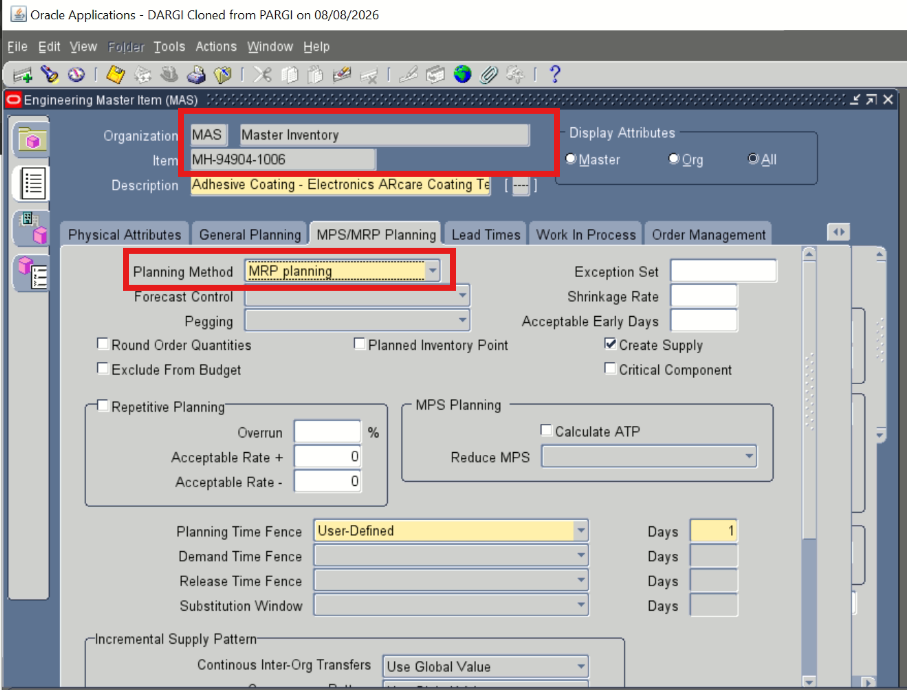 Oracle Applications - DARGI Cloned from PARGI on 08/08/2026
File Edit View Folder Tools Actions Window Help
Engineering Master Item (MAS)
Organization MAS Master Inventory
Item MH-94904-1006
Description Adhesive Coating - Electronics ARcare Coating Te [ ---- ]
Display Attributes
Master Org All
Physical Attributes General Planning MPS/MRP Planning Lead Times Work In Process Order Management
Planning Method MRP planning Exception Set
Forecast Control Shrinkage Rate
Pegging Acceptable Early Days
Round Order Quantities Planned Inventory Point Create Supply
Exclude From Budget Critical Component
Repetitive Planning
Overrun %
Acceptable Rate + 0
Acceptable Rate - 0
MPS Planning
Calculate ATP
Reduce MPS
Planning Time Fence User-Defined Days 1
Demand Time Fence Days
Release Time Fence Days
Substitution Window Days
Incremental Supply Pattern
Continous Inter-Org Transfers Use Global Value